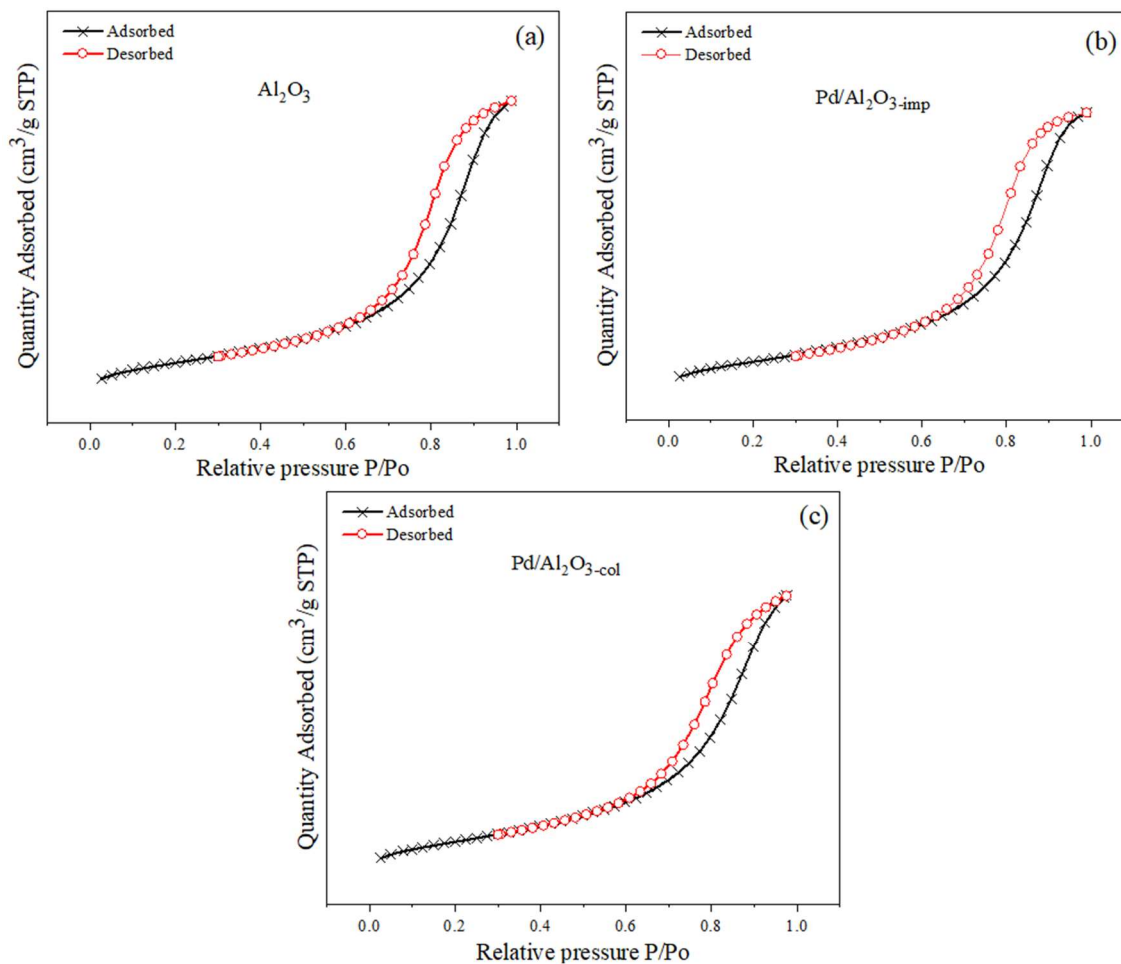 Adsorbed
Desorbed
(a)
Al₂O₃
Quantity Adsorbed (cm³/g STP)
0.0 0.2 0.4 0.6 0.8 1.0
Relative pressure P/Po
Adsorbed
Desorbed
(b)
Pd/Al₂O₃-imp
Quantity Adsorbed (cm³/g STP)
0.0 0.2 0.4 0.6 0.8 1.0
Relative pressure P/Po
Adsorbed
Desorbed
(c)
Pd/Al₂O₃-col
Quantity Adsorbed (cm³/g STP)
0.0 0.2 0.4 0.6 0.8 1.0
Relative pressure P/Po